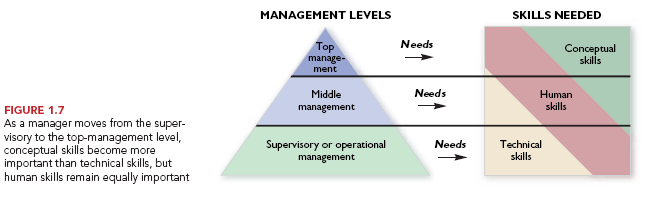 MANAGEMENT LEVELS
SKILLS NEEDED
Top
manage-
ment
Needs
Conceptual
skills
Middle
management
Needs
Human
skills
Supervisory or operational
management
Needs
Technical
skills
FIGURE 1.7
As a manager moves from the super-
visory to the top-management level,
conceptual skills become more
important than technical skills, but
human skills remain equally important